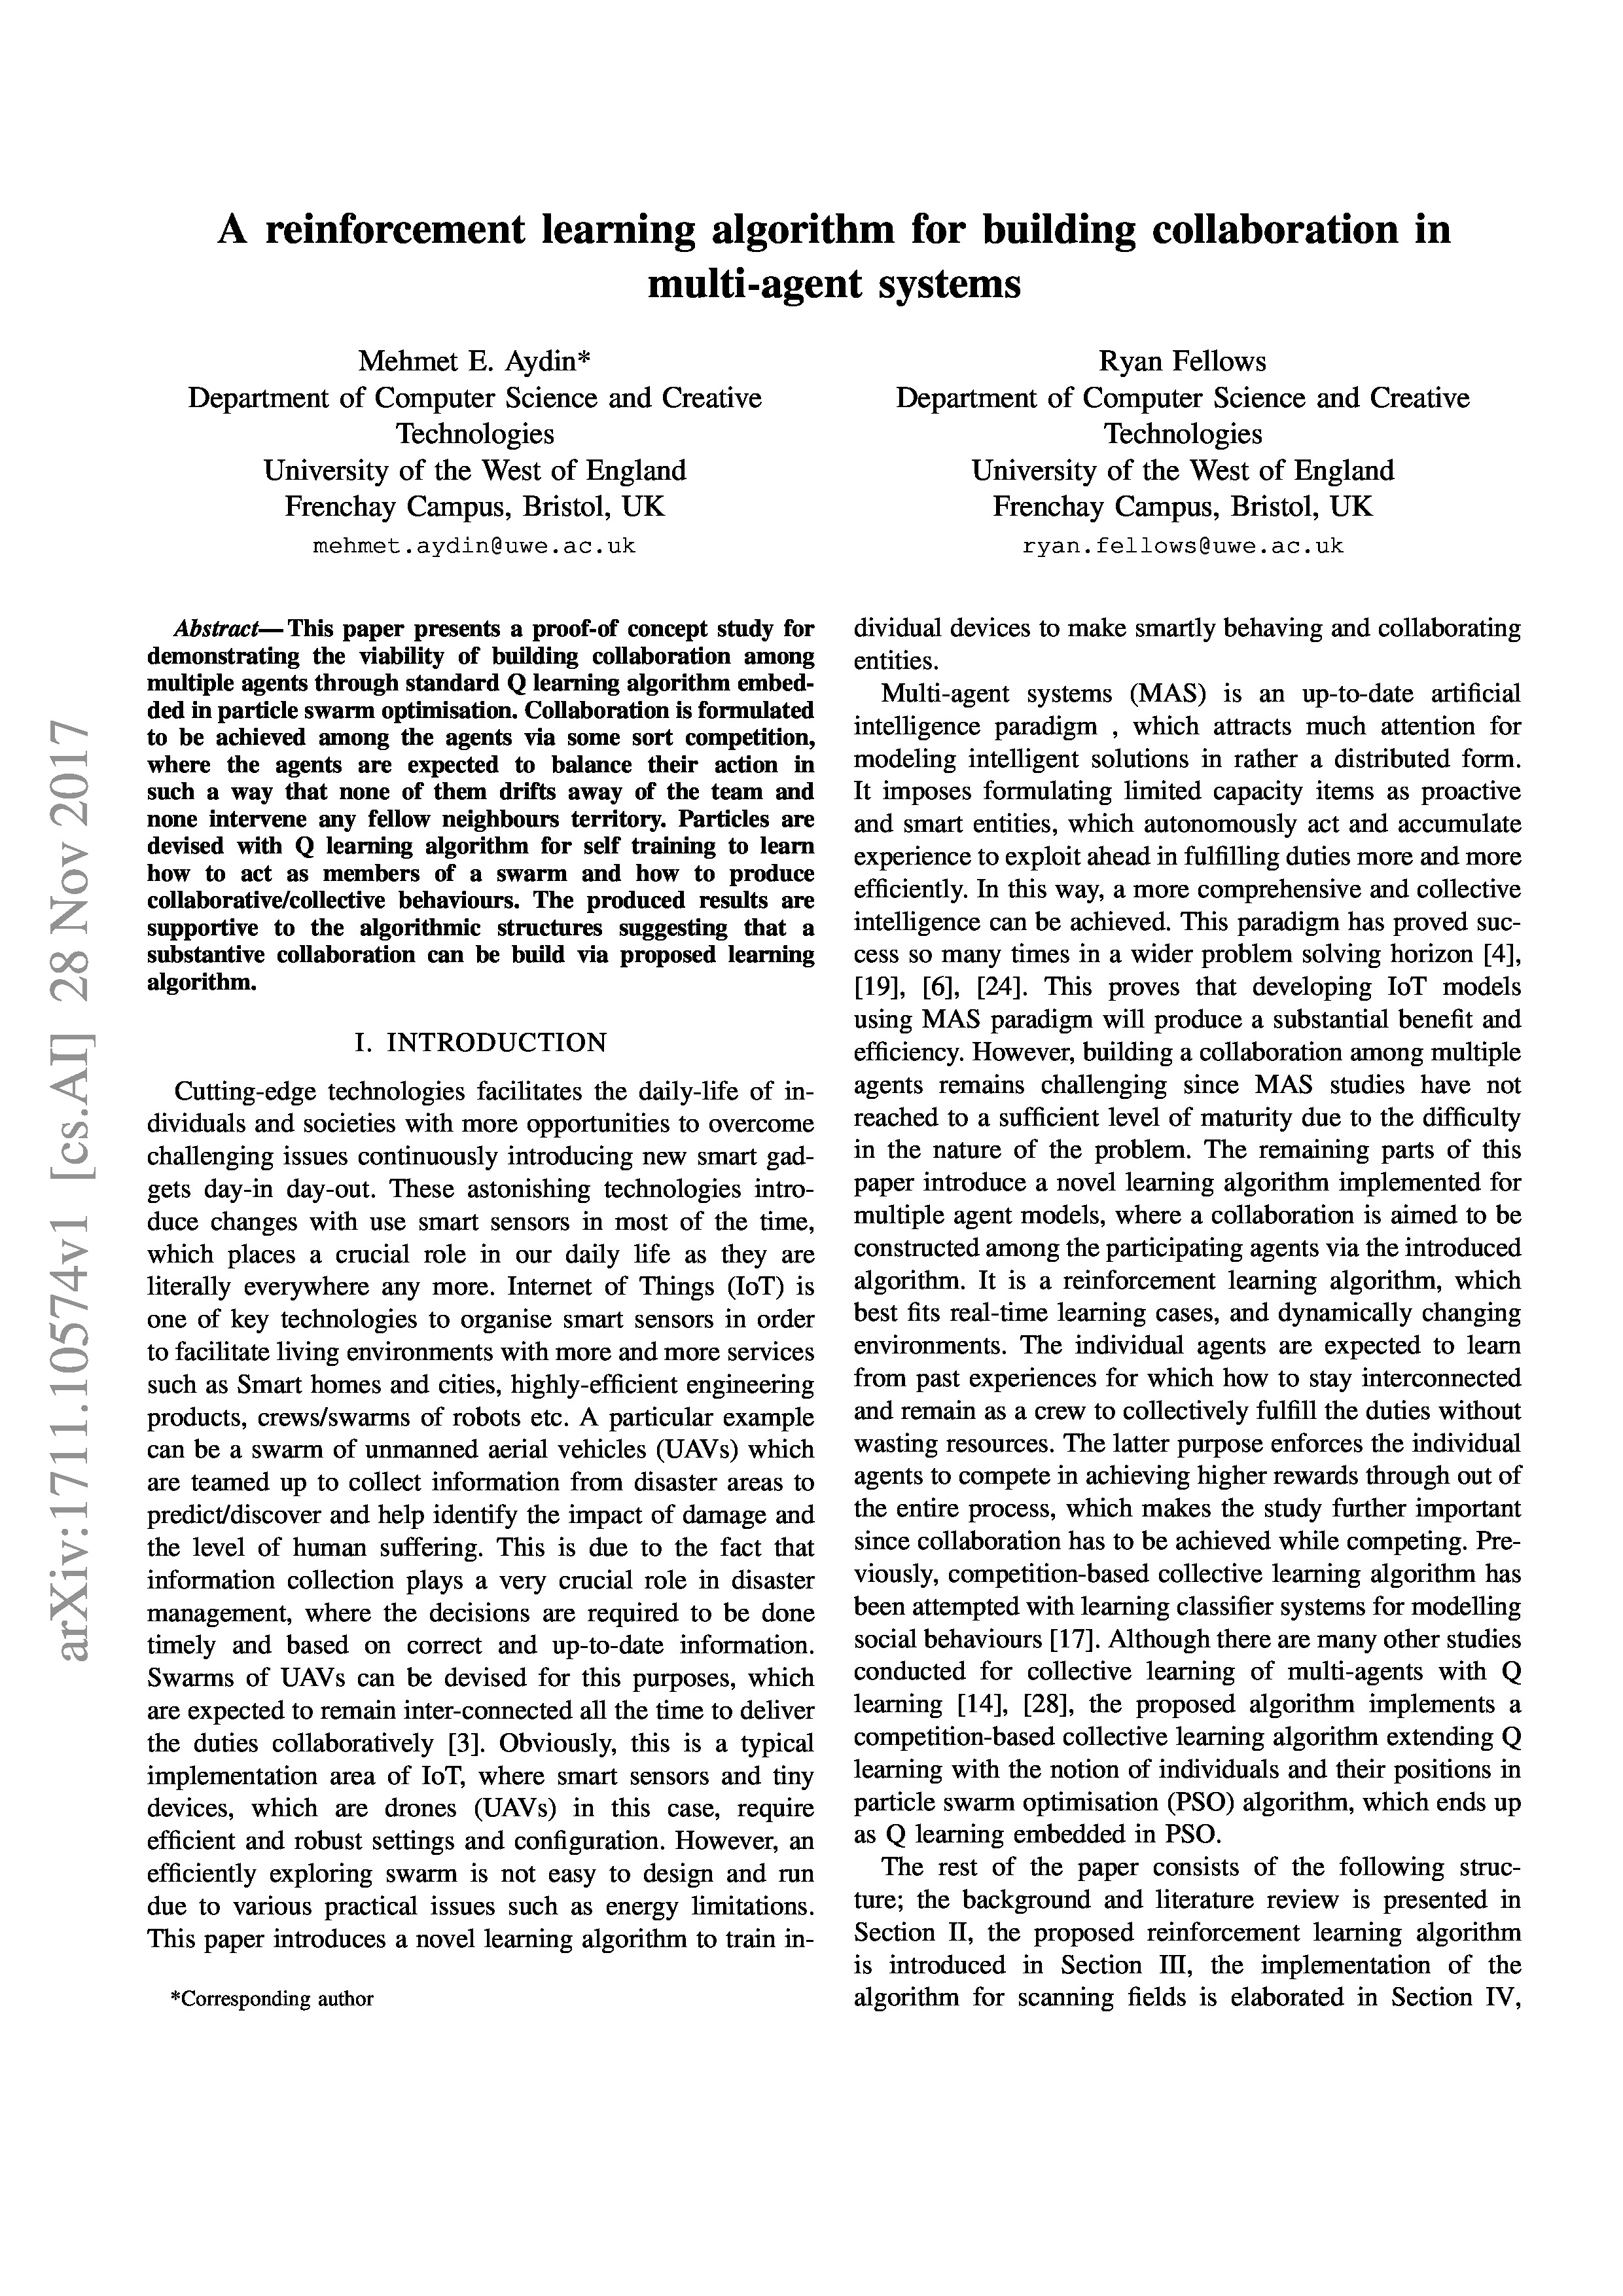 A reinforcement learning algorithm for building collaboration in
multi-agent systems
Mehmet E. Aydin*
Department of Computer Science and Creative
Technologies
University of the West of England
Frenchay Campus, Bristol, UK
mehmet.aydin@uwe.ac.uk
Ryan Fellows
Department of Computer Science and Creative
Technologies
University of the West of England
Frenchay Campus, Bristol, UK
ryan.fellows@uwe.ac.uk
arXiv:1711.10574v1 [cs.AI] 28 Nov 2017
Abstract—This paper presents a proof-of concept study for
demonstrating the viability of building collaboration among
multiple agents through standard Q learning algorithm embed-
ded in particle swarm optimisation. Collaboration is formulated
to be achieved among the agents via some sort competition,
where the agents are expected to balance their action in
such a way that none of them drifts away of the team and
none intervene any fellow neighbours territory. Particles are
devised with Q learning algorithm for self training to learn
how to act as members of a swarm and how to produce
collaborative/collective behaviours. The produced results are
supportive to the algorithmic structures suggesting that a
substantive collaboration can be build via proposed learning
algorithm.
I. INTRODUCTION
Cutting-edge technologies facilitates the daily-life of in-
dividuals and societies with more opportunities to overcome
challenging issues continuously introducing new smart gad-
gets day-in day-out. These astonishing technologies intro-
duce changes with use smart sensors in most of the time,
which places a crucial role in our daily life as they are
literally everywhere any more. Internet of Things (IoT) is
one of key technologies to organise smart sensors in order
to facilitate living environments with more and more services
such as Smart homes and cities, highly-efficient engineering
products, crews/swarms of robots etc. A particular example
can be a swarm of unmanned aerial vehicles (UAVs) which
are teamed up to collect information from disaster areas to
predict/discover and help identify the impact of damage and
the level of human suffering. This is due to the fact that
information collection plays a very crucial role in disaster
management, where the decisions are required to be done
timely and based on correct and up-to-date information.
Swarms of UAVs can be devised for this purposes, which
are expected to remain inter-connected all the time to deliver
the duties collaboratively [3]. Obviously, this is a typical
implementation area of IoT, where smart sensors and tiny
devices, which are drones (UAVs) in this case, require
efficient and robust settings and configuration. However, an
efficiently exploring swarm is not easy to design and run
due to various practical issues such as energy limitations.
This paper introduces a novel learning algorithm to train in-
*Corresponding author
dividual devices to make smartly behaving and collaborating
entities.
Multi-agent systems (MAS) is an up-to-date artificial
intelligence paradigm , which attracts much attention for
modeling intelligent solutions in rather a distributed form.
It imposes formulating limited capacity items as proactive
and smart entities, which autonomously act and accumulate
experience to exploit ahead in fulfilling duties more and more
efficiently. In this way, a more comprehensive and collective
intelligence can be achieved. This paradigm has proved suc-
cess so many times in a wider problem solving horizon [4],
[19], [6], [24]. This proves that developing IoT models
using MAS paradigm will produce a substantial benefit and
efficiency. However, building a collaboration among multiple
agents remains challenging since MAS studies have not
reached to a sufficient level of maturity due to the difficulty
in the nature of the problem. The remaining parts of this
paper introduce a novel learning algorithm implemented for
multiple agent models, where a collaboration is aimed to be
constructed among the participating agents via the introduced
algorithm. It is a reinforcement learning algorithm, which
best fits real-time learning cases, and dynamically changing
environments. The individual agents are expected to learn
from past experiences for which how to stay interconnected
and remain as a crew to collectively fulfill the duties without
wasting resources. The latter purpose enforces the individual
agents to compete in achieving higher rewards through out of
the entire process, which makes the study further important
since collaboration has to be achieved while competing. Pre-
viously, competition-based collective learning algorithm has
been attempted with learning classifier systems for modelling
social behaviours [17]. Although there are many other studies
conducted for collective learning of multi-agents with Q
learning [14], [28], the proposed algorithm implements a
competition-based collective learning algorithm extending Q
learning with the notion of individuals and their positions in
particle swarm optimisation (PSO) algorithm, which ends up
as Q learning embedded in PSO.
The rest of the paper consists of the following struc-
ture; the background and literature review is presented in
Section II, the proposed reinforcement learning algorithm
is introduced in Section III, the implementation of the
algorithm for scanning fields is elaborated in Section IV,